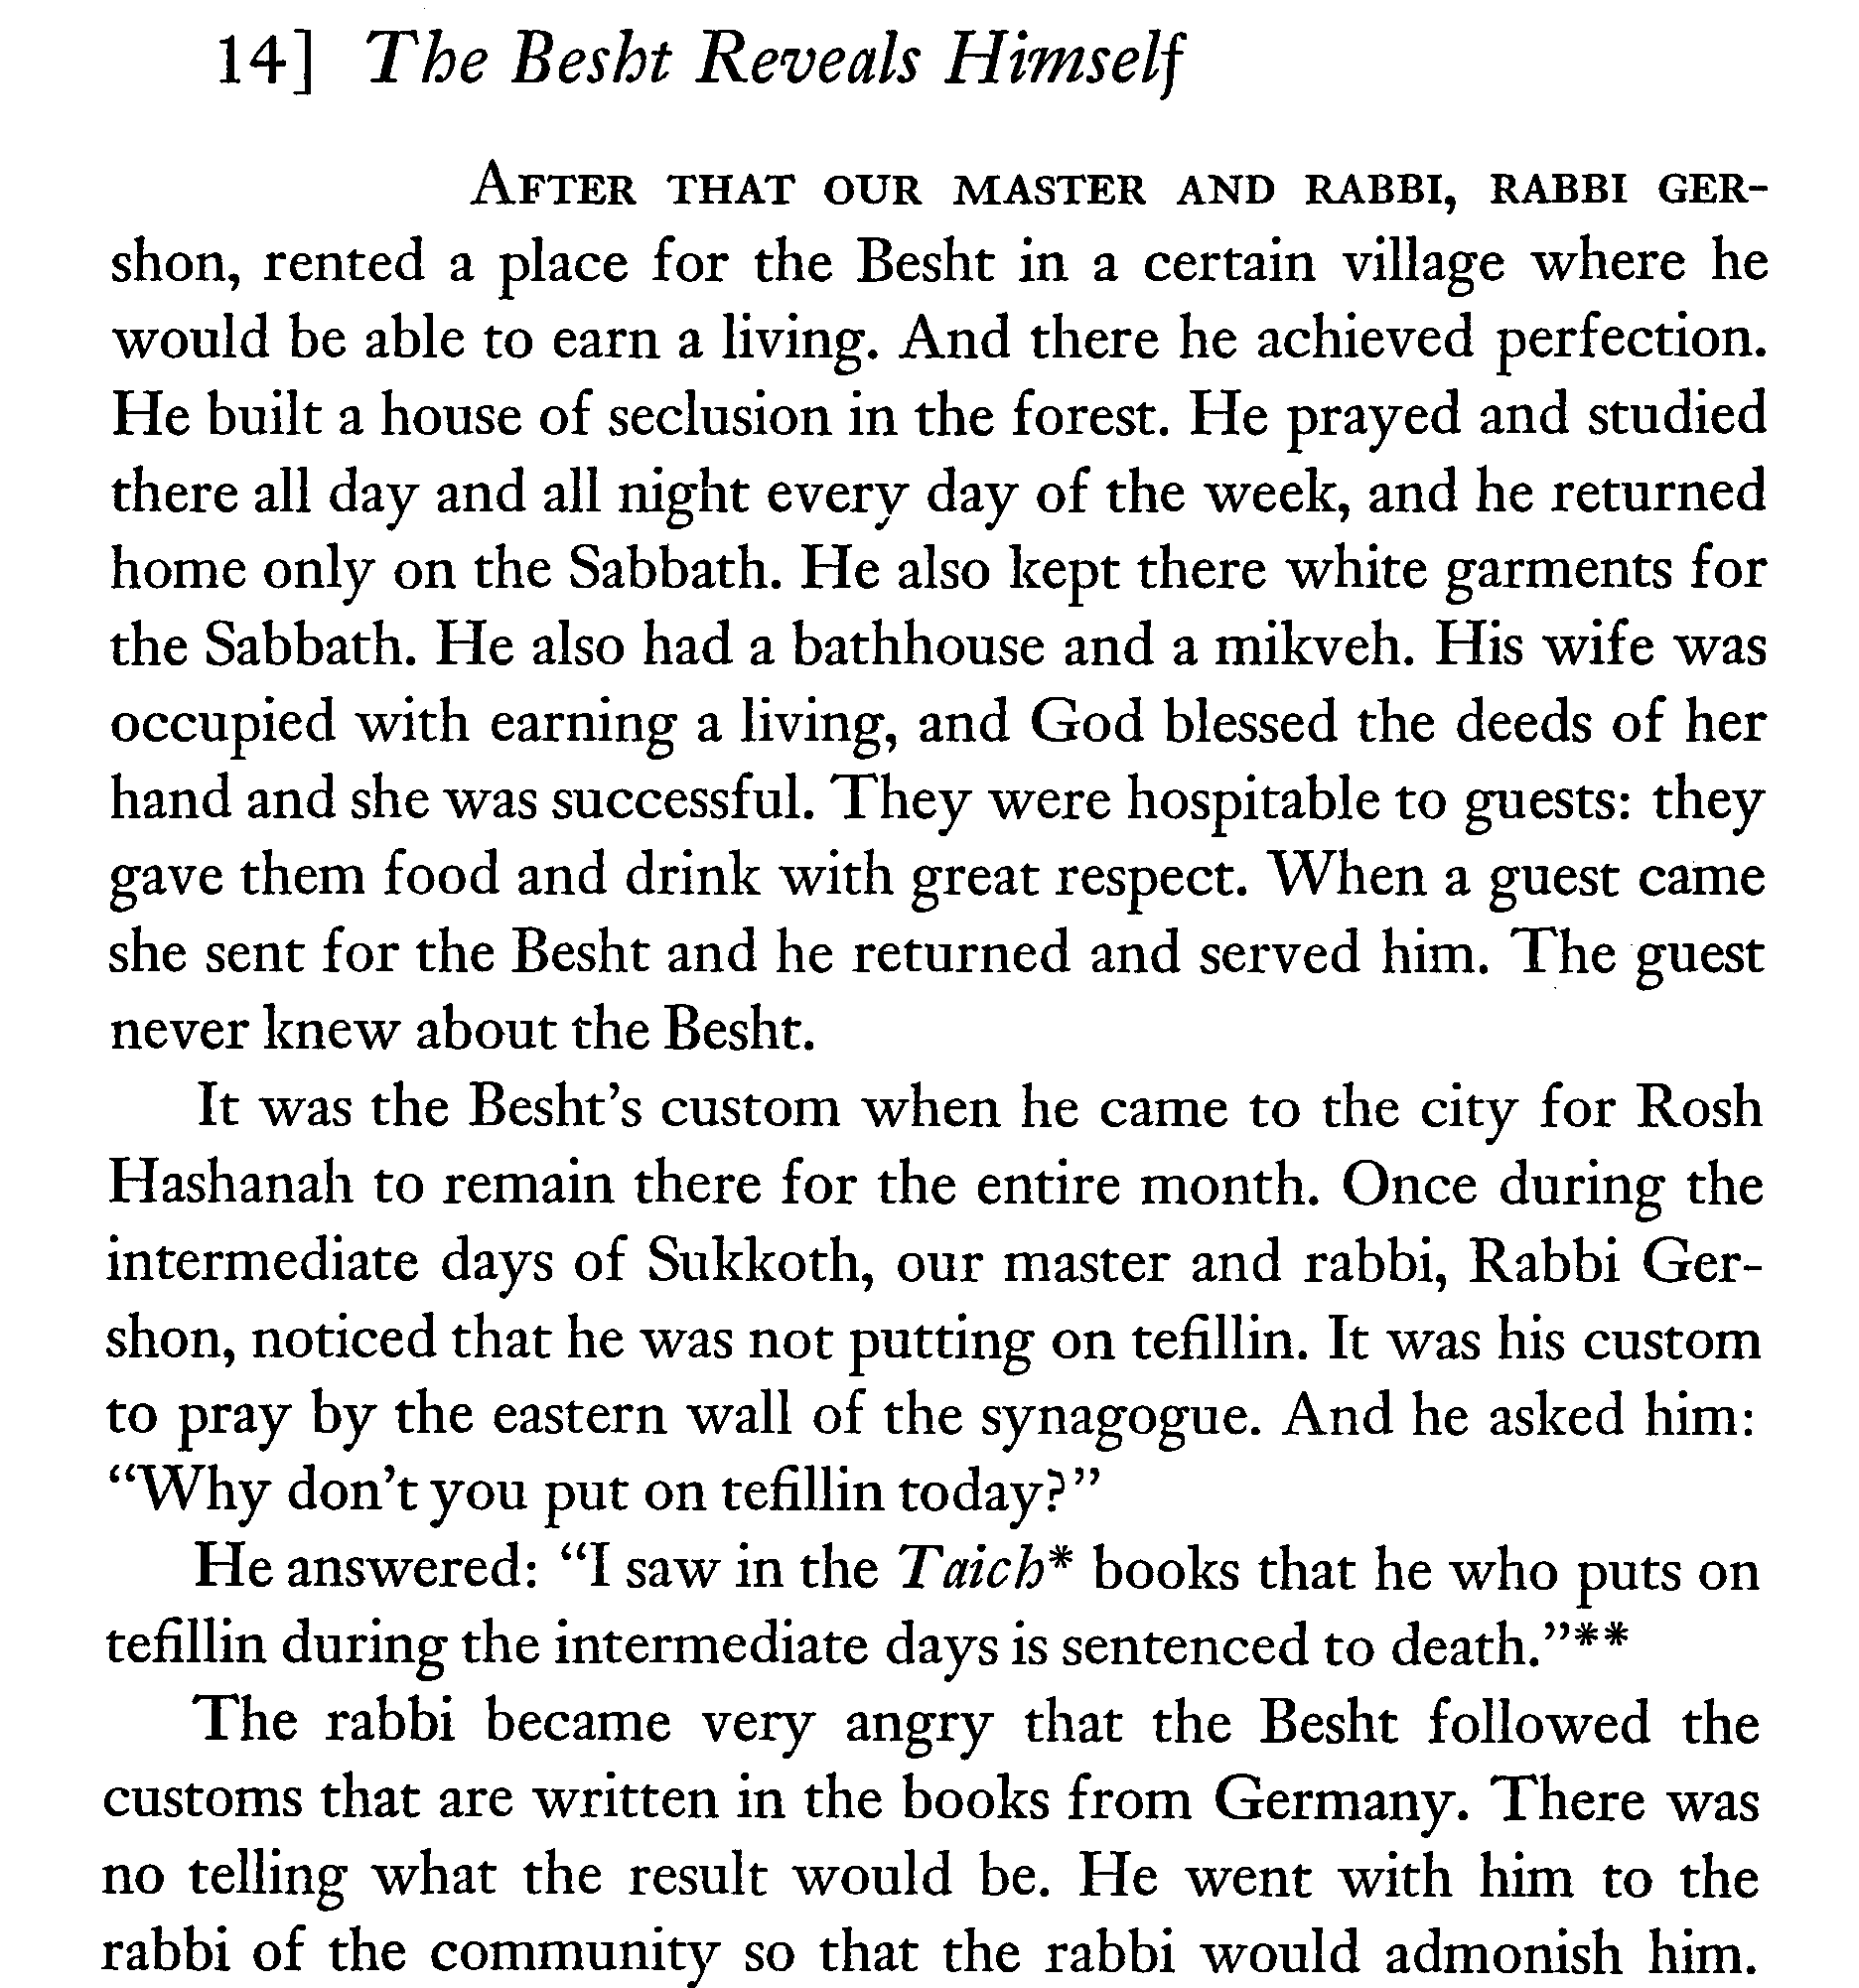 14] The Besht Reveals Himself
AFTER THAT OUR MASTER AND RABBI, RABBI GER-
shon, rented a place for the Besht in a certain village where he
would be able to earn a living. And there he achieved perfection.
He built a house of seclusion in the forest. He prayed and studied
there all day and all night every day of the week, and he returned
home only on the Sabbath. He also kept there white garments for
the Sabbath. He also had a bathhouse and a mikveh. His wife was
occupied with earning a living, and God blessed the deeds of her
hand and she was successful. They were hospitable to guests: they
gave them food and drink with great respect. When a guest came
she sent for the Besht and he returned and served him. The guest
never knew about the Besht.
It was the Besht’s custom when he came to the city for Rosh
Hashanah to remain there for the entire month. Once during the
intermediate days of Sukkoth, our master and rabbi, Rabbi Ger-
shon, noticed that he was not putting on tefillin. It was his custom
to pray by the eastern wall of the synagogue. And he asked him:
“Why don’t you put on tefillin today?”
He answered: “I saw in the Taich* books that he who puts on
tefillin during the intermediate days is sentenced to death.”**
The rabbi became very angry that the Besht followed the
customs that are written in the books from Germany. There was
no telling what the result would be. He went with him to the
rabbi of the community so that the rabbi would admonish him.